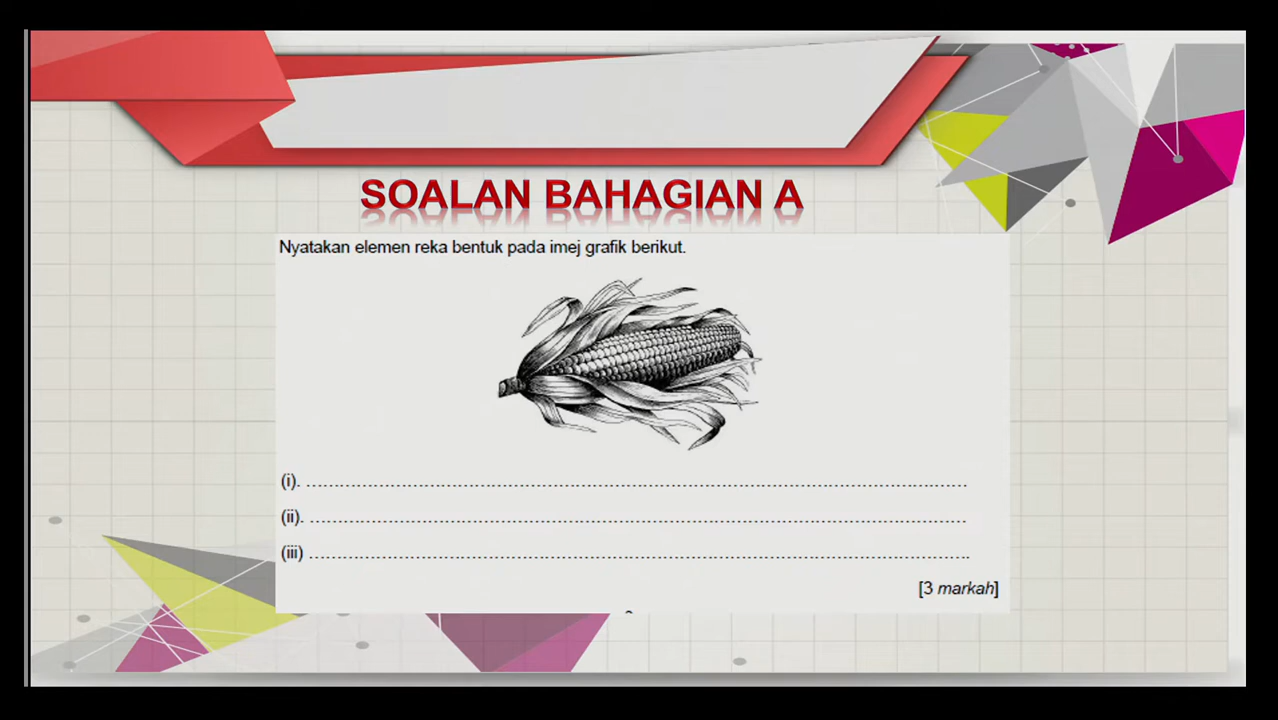 SOALAN BAHAGIAN A
Nyatakan elemen reka bentuk pada imej grafik berikut.
(i). ........................................................................
(ii). ........................................................................
(iii) ........................................................................
[3 markah]